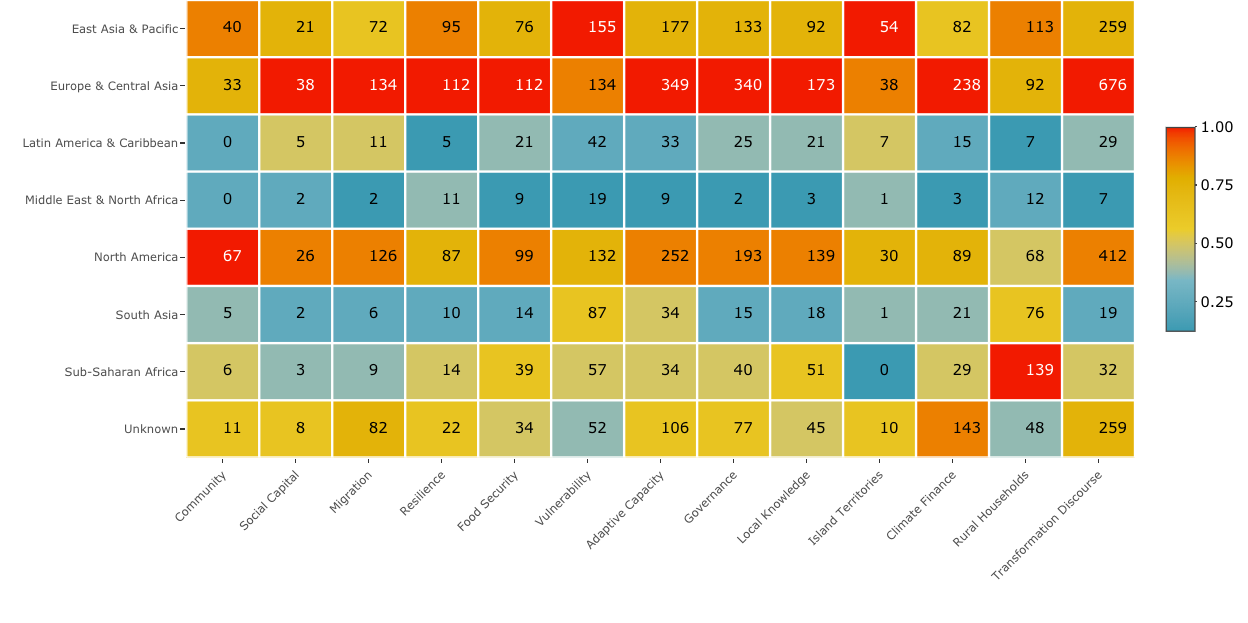 East Asia & Pacific 40 21 72 95 76 155 177 133 92 54 82 113 259
Europe & Central Asia 33 38 134 112 112 134 349 340 173 38 238 92 676
Latin America & Caribbean 0 5 11 5 21 42 33 25 21 7 15 7 29
Middle East & North Africa 0 2 2 11 9 19 9 2 3 1 3 12 7
North America 67 26 126 87 99 132 252 193 139 30 89 68 412
South Asia 5 2 6 10 14 87 34 15 18 1 21 76 19
Sub-Saharan Africa 6 3 9 14 39 57 34 40 51 0 29 139 32
Unknown 11 8 82 22 34 52 106 77 45 10 143 48 259
Community
Social Capital
Migration
Resilience
Food Security
Vulnerability
Adaptive Capacity
Governance
Local Knowledge
Island Territories
Climate Finance
Rural Households
Transformation Discourse
1.00
0.75
0.50
0.25